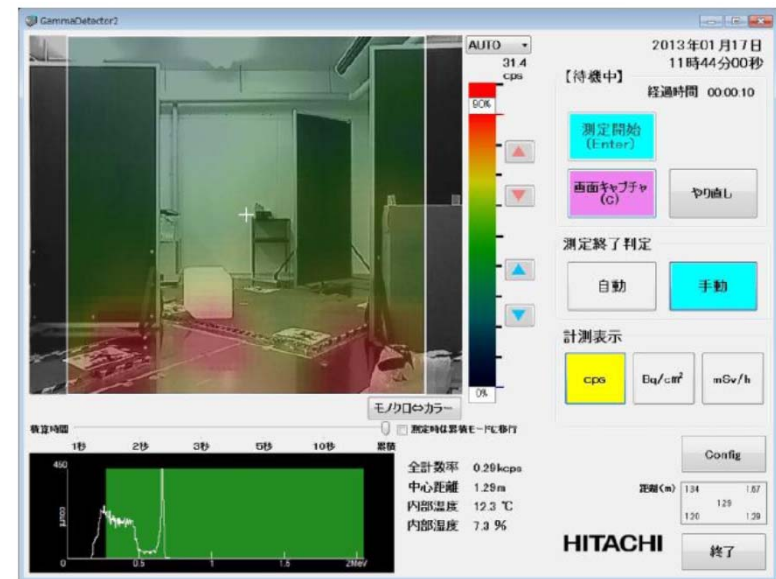 GammaDetector2
AUTO
31.4
cps
90%
0%
2013年01月17日
11時44分00秒
【待機中】
経過時間 00:00:10
測定開始
(Enter)
画面キャプチャ
(C)
やり直し
測定終了判定
自動
手動
計測表示
cps
Bq/cm²
mSv/h
モノクロ⇔カラー
積算時間
測定時は累積モードに移行
1秒 2秒 3秒 5秒 10秒 累積
450
count
0 0.5 1 1.5 2MeV
全計数率 0.29kcps
中心距離 1.29m
内部温度 12.3 ℃
内部湿度 7.3 %
Config
距離(m)
1.34 1.67
1.29
1.20 1.29
HITACHI
終了